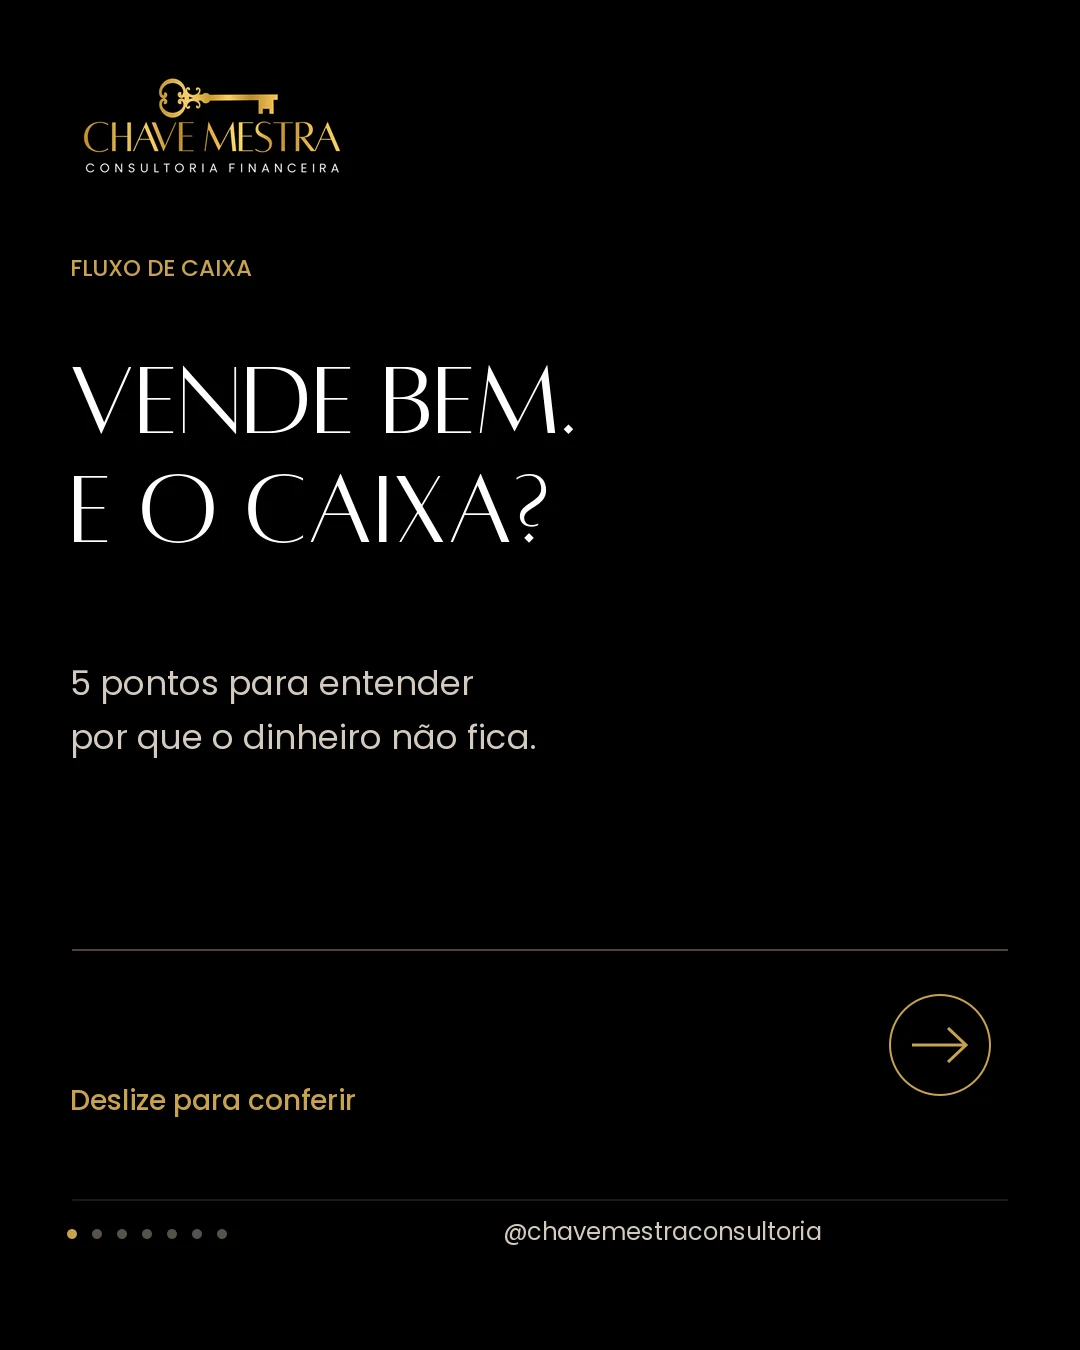 CHAVE MESTRA
CONSULTORIA FINANCEIRA
FLUXO DE CAIXA
VENDE BEM.
E O CAIXA?
5 pontos para entender
por que o dinheiro não fica.
Deslize para conferir
@chavemestraconsultoria